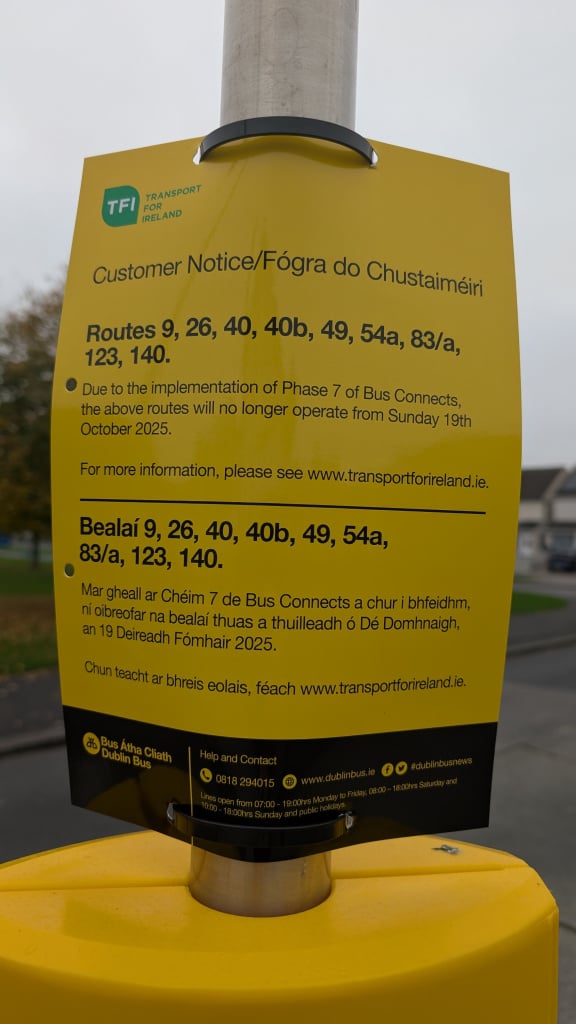 TFI
TRANSPORT
FOR
IRELAND
Customer Notice/Fógra do Chustaiméirí
Routes 9, 26, 40, 40b, 49, 54a, 83/a,
123, 140.
Due to the implementation of Phase 7 of Bus Connects,
the above routes will no longer operate from Sunday 19th
October 2025.
For more information, please see www.transportforireland.ie.
Bealaí 9, 26, 40, 40b, 49, 54a,
83/a, 123, 140.
Mar gheall ar Chéim 7 de Bus Connects a chur i bhfeidhm,
ní oibreofar na bealaí thuas a thuilleadh ó Dé Domhnaigh,
an 19 Deireadh Fómhair 2025.
Chun teacht ar bhreis eolais, féach www.transportforireland.ie.
Bus Átha Cliath
Dublin Bus
Help and Contact
0818 294015 www.dublinbus.ie #dublinbusnews
Lines open from 07:00 - 19:00hrs Monday to Friday, 08:00 - 18:00hrs Saturday and
10:00 - 18:00hrs Sunday and public holidays.